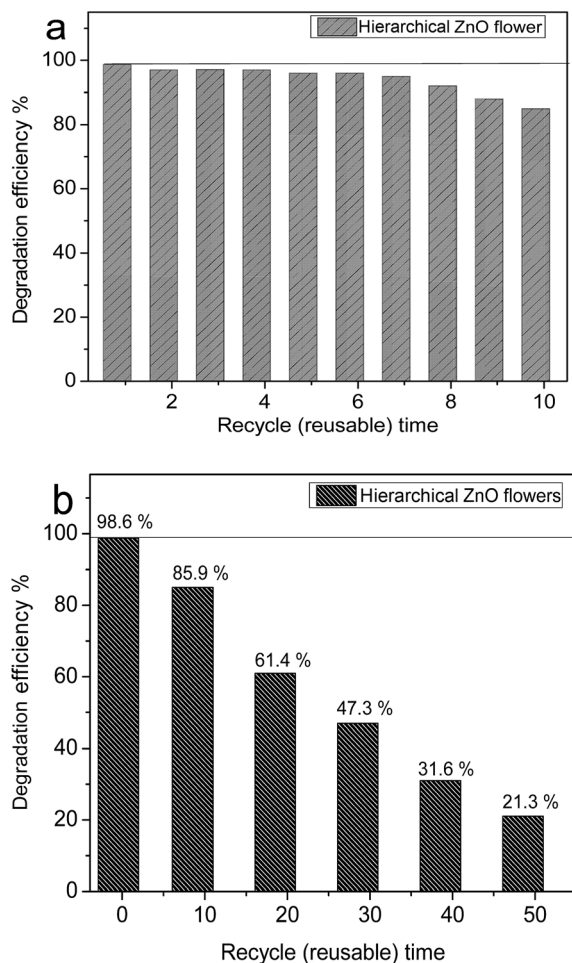 a
Hierarchical ZnO flower
100
80
60
40
20
0
Degradation efficiency %
2 4 6 8 10
Recycle (reusable) time
b
Hierarchical ZnO flowers
98.6 %
85.9 %
61.4 %
47.3 %
31.6 %
21.3 %
100
80
60
40
20
0
Degradation efficiency %
0 10 20 30 40 50
Recycle (reusable) time